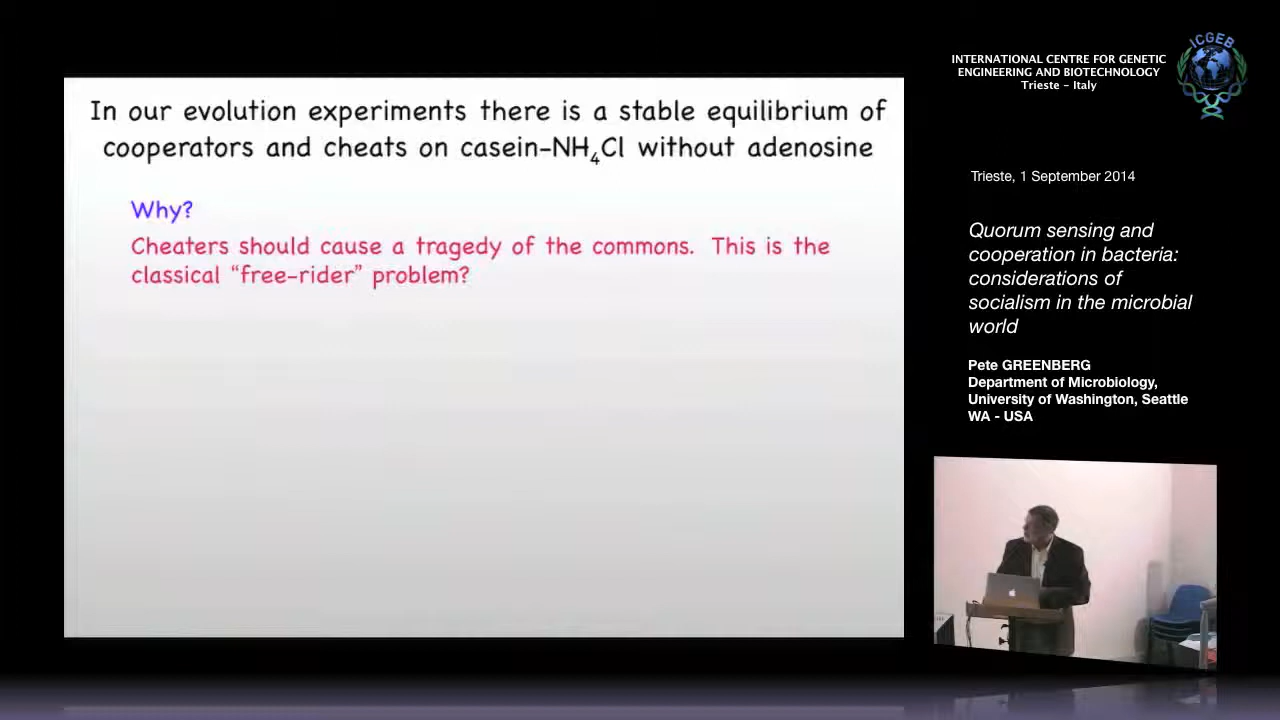 In our evolution experiments there is a stable equilibrium of
cooperators and cheats on casein-NH₄Cl without adenosine
Why?
Cheaters should cause a tragedy of the commons. This is the
classical “free-rider” problem?
INTERNATIONAL CENTRE FOR GENETIC
ENGINEERING AND BIOTECHNOLOGY
Trieste - Italy
ICGEB
Trieste, 1 September 2014
Quorum sensing and
cooperation in bacteria:
considerations of
socialism in the microbial
world
Pete GREENBERG
Department of Microbiology,
University of Washington, Seattle
WA - USA